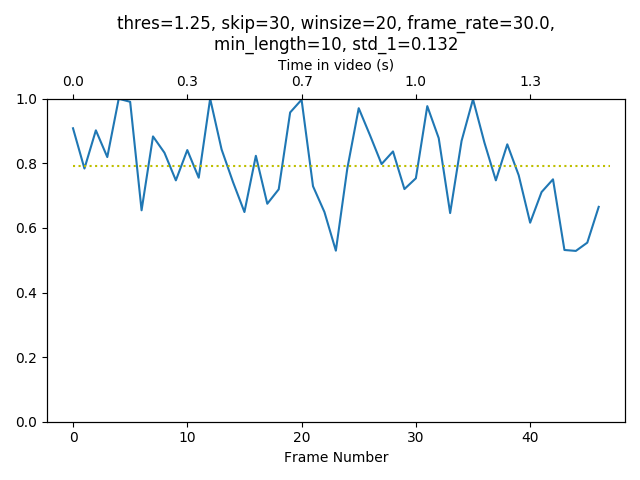 thres=1.25, skip=30, winsize=20, frame_rate=30.0,
min_length=10, std_1=0.132
Time in video (s)
0.0 0.3 0.7 1.0 1.3
1.0
0.8
0.6
0.4
0.2
0.0
0 10 20 30 40
Frame Number